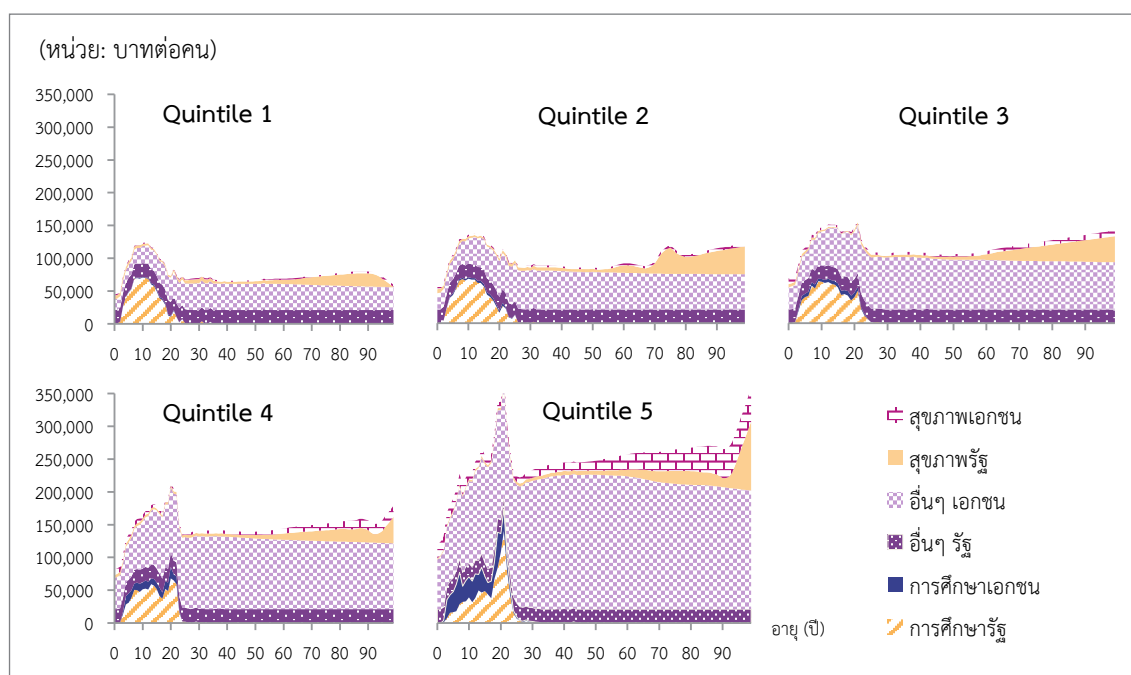 (หน่วย: บาทต่อคน)
350,000
300,000
250,000
200,000
150,000
100,000
50,000
0
Quintile 1
Quintile 2
Quintile 3
0 10 20 30 40 50 60 70 80 90
0 10 20 30 40 50 60 70 80 90
0 10 20 30 40 50 60 70 80 90
350,000
300,000
250,000
200,000
150,000
100,000
50,000
0
Quintile 4
Quintile 5
0 10 20 30 40 50 60 70 80 90
0 10 20 30 40 50 60 70 80 90
อายุ (ปี)
สุขภาพเอกชน
สุขภาพรัฐ
อื่นๆ เอกชน
อื่นๆ รัฐ
การศึกษาเอกชน
การศึกษารัฐ